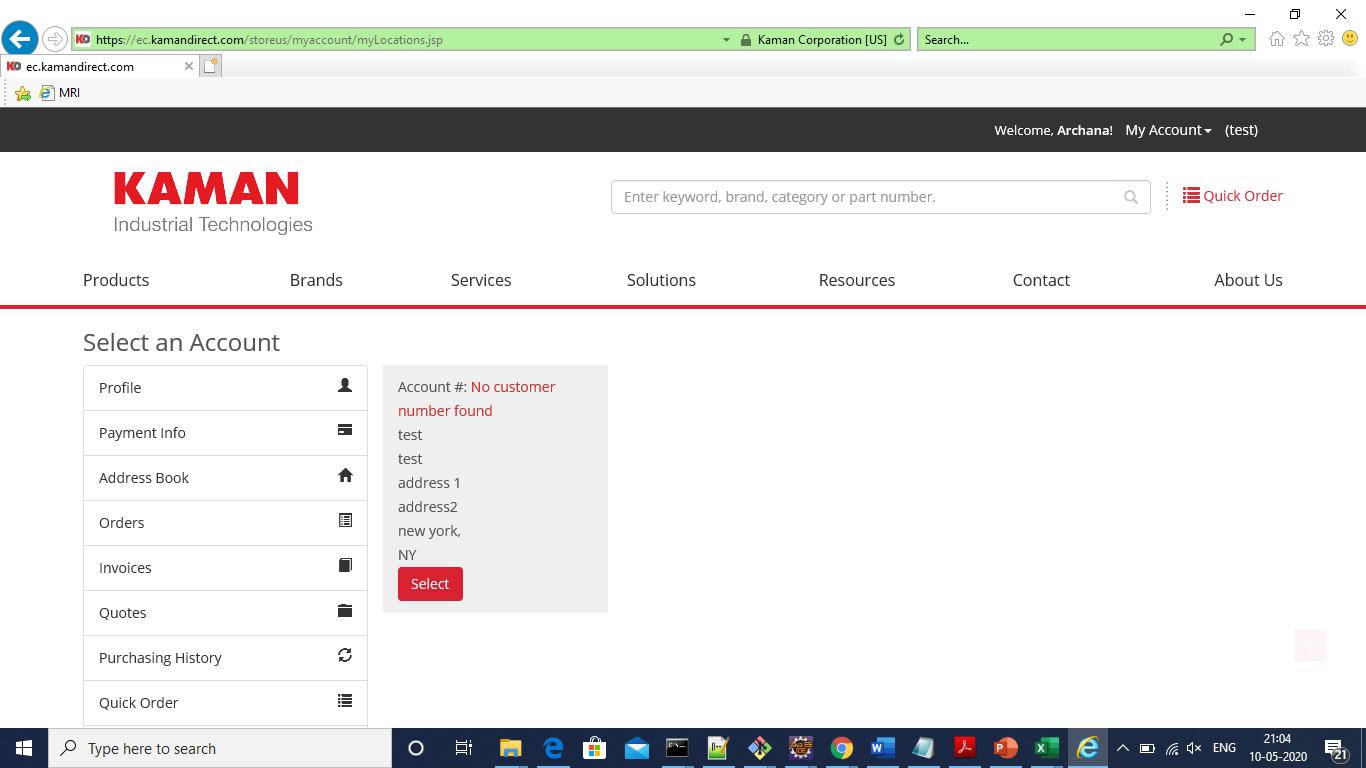 https://ec.kamandirect.com/storeus/myaccount/myLocations.jsp
Kaman Corporation [US]
Search...
ec.kamandirect.com
MRI
Welcome, Archana!
My Account
(test)
KAMAN
Industrial Technologies
Enter keyword, brand, category or part number.
Quick Order
Products
Brands
Services
Solutions
Resources
Contact
About Us
Select an Account
Profile
Payment Info
Address Book
Orders
Invoices
Quotes
Purchasing History
Quick Order
Account #: No customer
number found
test
test
address 1
address2
new york,
NY
Select
Type here to search
ENG
21:04
10-05-2020
21